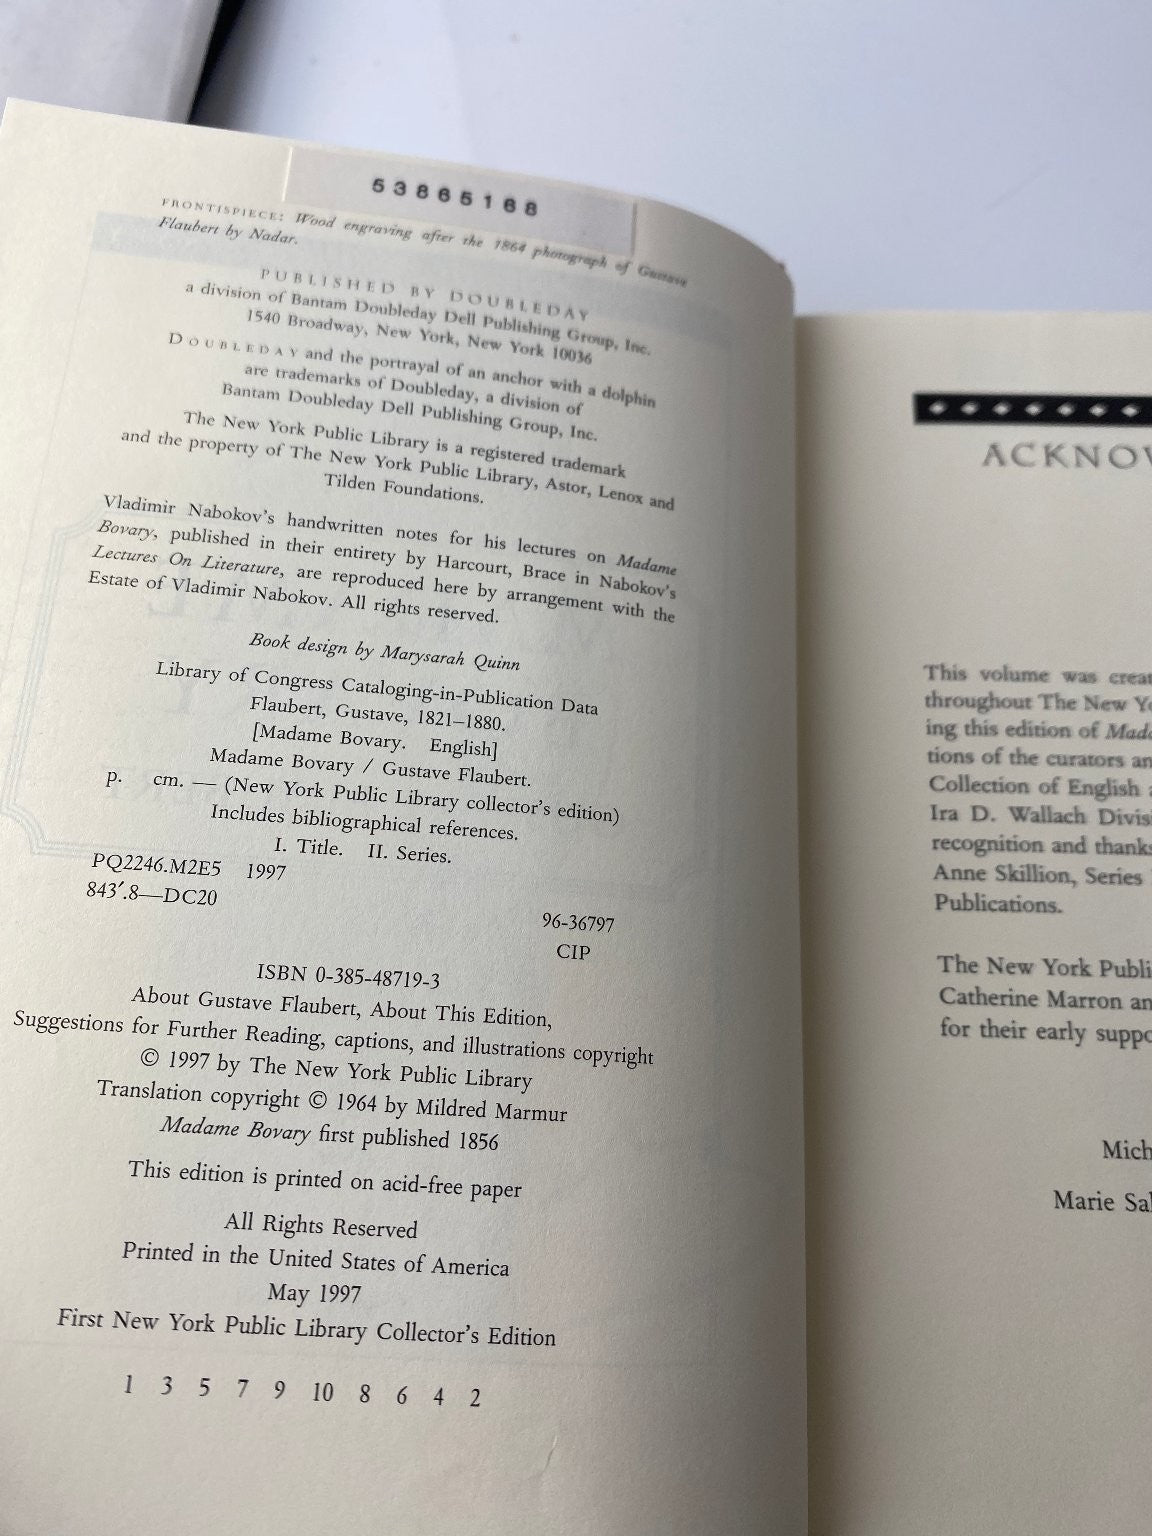 53865168
FRONTISPIECE: Wood engraving after the 1864 photograph of Gustave
Flaubert by Nadar.
PUBLISHED BY DOUBLEDAY
a division of Bantam Doubleday Dell Publishing Group, Inc.
1540 Broadway, New York, New York 10036
DOUBLEDAY and the portrayal of an anchor with a dolphin
are trademarks of Doubleday, a division of
Bantam Doubleday Dell Publishing Group, Inc.
The New York Public Library is a registered trademark
and the property of The New York Public Library, Astor, Lenox and
Tilden Foundations.
Vladimir Nabokov's handwritten notes for his lectures on Madame
Bovary, published in their entirety by Harcourt, Brace in Nabokov's
Lectures On Literature, are reproduced here by arrangement with the
Estate of Vladimir Nabokov. All rights reserved.
Book design by Marysarah Quinn
Library of Congress Cataloging-in-Publication Data
Flaubert, Gustave, 1821–1880.
[Madame Bovary. English]
Madame Bovary / Gustave Flaubert.
p. cm. — (New York Public Library collector's edition)
Includes bibliographical references.
I. Title. II. Series.
PQ2246.M2E5 1997
843′.8—DC20
96-36797
CIP
ISBN 0-385-48719-3
About Gustave Flaubert, About This Edition,
Suggestions for Further Reading, captions, and illustrations copyright
© 1997 by The New York Public Library
Translation copyright © 1964 by Mildred Marmur
Madame Bovary first published 1856
This edition is printed on acid-free paper
All Rights Reserved
Printed in the United States of America
May 1997
First New York Public Library Collector's Edition
1 3 5 7 9 10 8 6 4 2
ACKNOW
This volume was creat
throughout The New Yo
ing this edition of Mada
tions of the curators an
Collection of English a
Ira D. Wallach Divisi
recognition and thanks
Anne Skillion, Series
Publications.
The New York Publi
Catherine Marron an
for their early suppo
Mich
Marie Sal